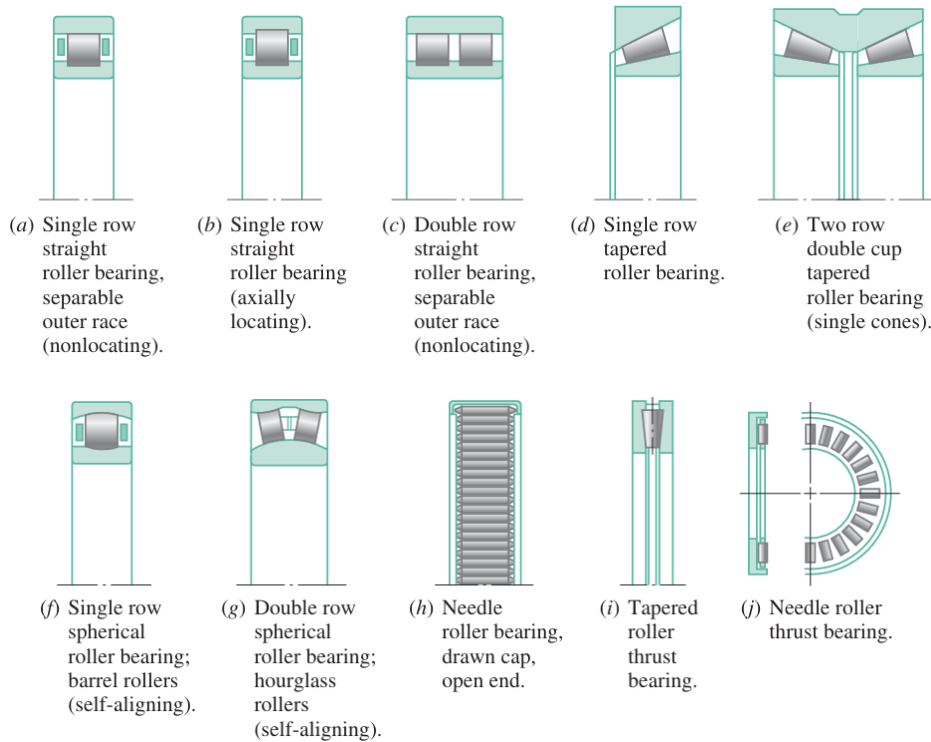 (a) Single row
straight
roller bearing,
separable
outer race
(nonlocating).
(b) Single row
straight
roller bearing
(axially
locating).
(c) Double row
straight
roller bearing,
separable
outer race
(nonlocating).
(d) Single row
tapered
roller bearing.
(e) Two row
double cup
tapered
roller bearing
(single cones).
(f) Single row
spherical
roller bearing;
barrel rollers
(self-aligning).
(g) Double row
spherical
roller bearing;
hourglass
rollers
(self-aligning).
(h) Needle
roller bearing,
drawn cap,
open end.
(i) Tapered
roller
thrust
bearing.
(j) Needle roller
thrust bearing.